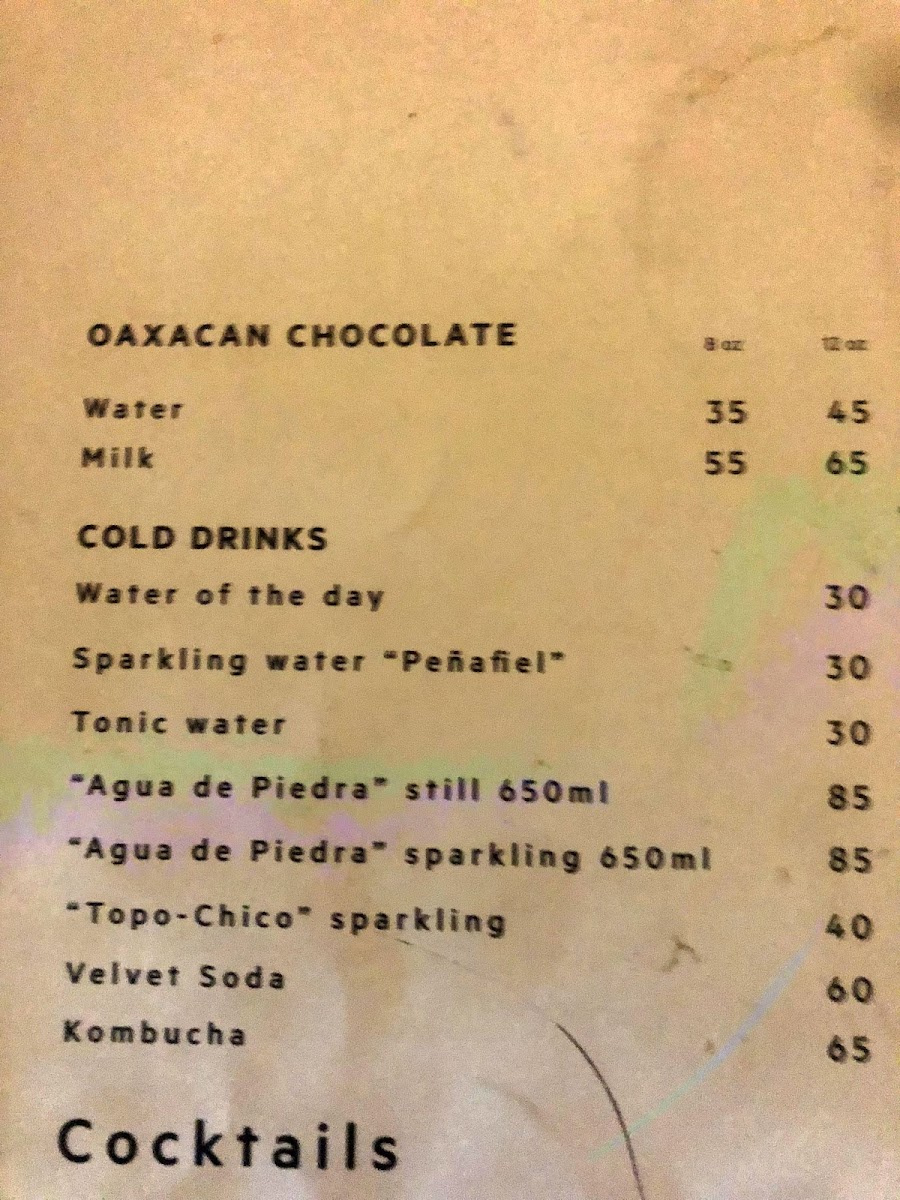 OAXACAN CHOCOLATE 8 oz 12 oz
Water 35 45
Milk 55 65
COLD DRINKS
Water of the day 30
Sparkling water “Peñafiel” 30
Tonic water 30
“Agua de Piedra” still 650ml 85
“Agua de Piedra” sparkling 650ml 85
“Topo-Chico” sparkling 40
Velvet Soda 60
Kombucha 65
Cocktails